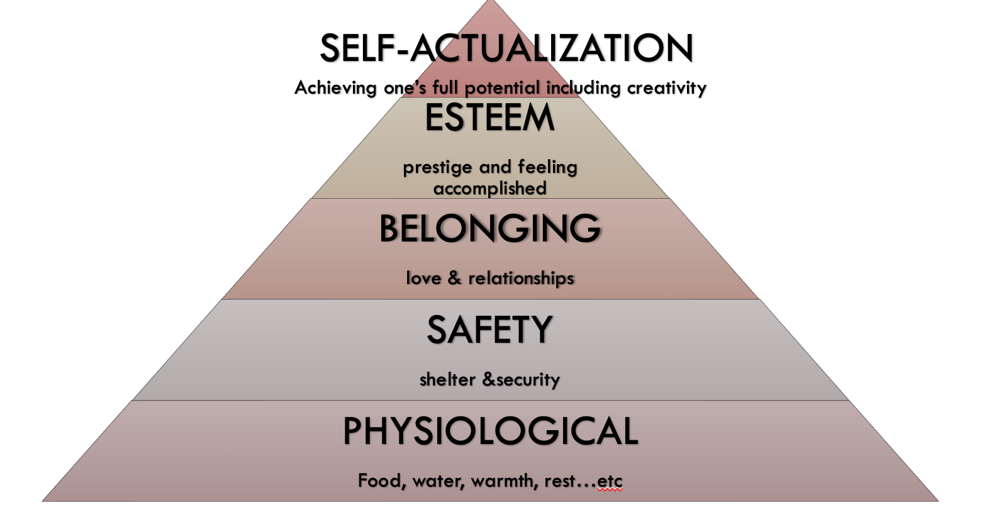 SELF-ACTUALIZATION
Achieving one’s full potential including creativity
ESTEEM
prestige and feeling
accomplished
BELONGING
love & relationships
SAFETY
shelter &security
PHYSIOLOGICAL
Food, water, warmth, rest…etc